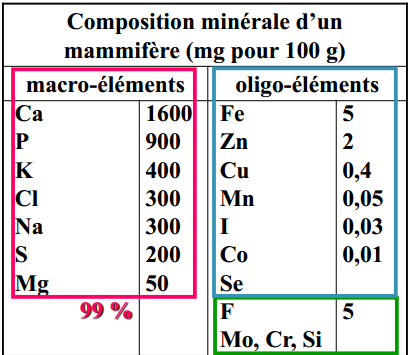 Composition minérale d'un
mammifère (mg pour 100 g)
macro-éléments oligo-éléments
Ca 1600 Fe 5
P 900 Zn 2
K 400 Cu 0,4
Cl 300 Mn 0,05
Na 300 I 0,03
S 200 Co 0,01
Mg 50 Se
99 % F 5
Mo, Cr, Si